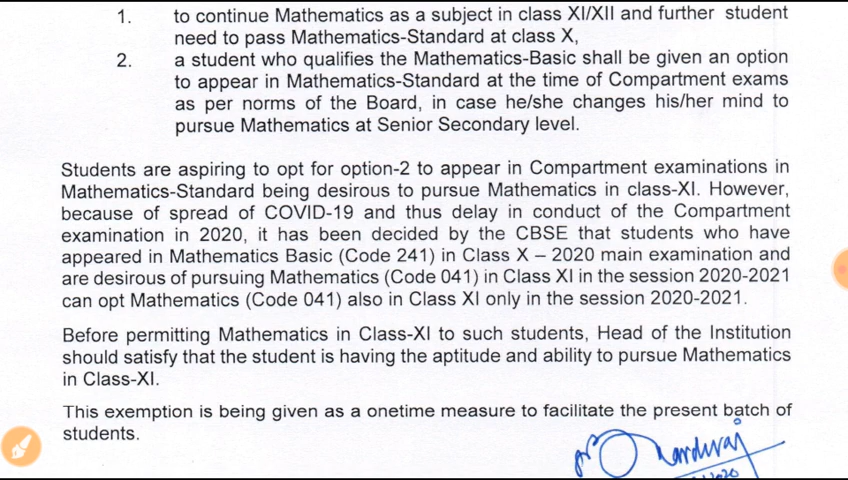 1. to continue Mathematics as a subject in class XI/XII and further student
need to pass Mathematics-Standard at class X,
2. a student who qualifies the Mathematics-Basic shall be given an option
to appear in Mathematics-Standard at the time of Compartment exams
as per norms of the Board, in case he/she changes his/her mind to
pursue Mathematics at Senior Secondary level.
Students are aspiring to opt for option-2 to appear in Compartment examinations in
Mathematics-Standard being desirous to pursue Mathematics in class-XI. However,
because of spread of COVID-19 and thus delay in conduct of the Compartment
examination in 2020, it has been decided by the CBSE that students who have
appeared in Mathematics Basic (Code 241) in Class X – 2020 main examination and
are desirous of pursuing Mathematics (Code 041) in Class XI in the session 2020-2021
can opt Mathematics (Code 041) also in Class XI only in the session 2020-2021.
Before permitting Mathematics in Class-XI to such students, Head of the Institution
should satisfy that the student is having the aptitude and ability to pursue Mathematics
in Class-XI.
This exemption is being given as a onetime measure to facilitate the present batch of
students.